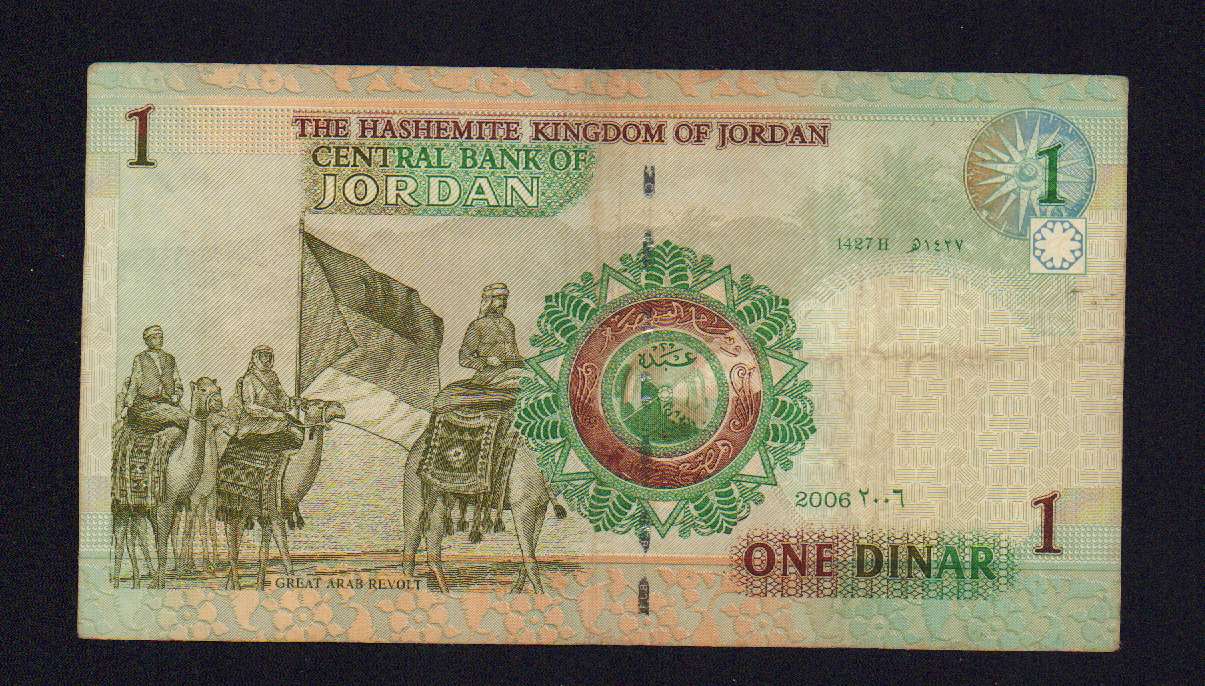 1
THE HASHEMITE KINGDOM OF JORDAN
CENTRAL BANK OF
JORDAN
1
1427 H ١٤٢٧هـ
عبده
2006 ٢٠٠٦
1
ONE DINAR
GREAT ARAB REVOLT